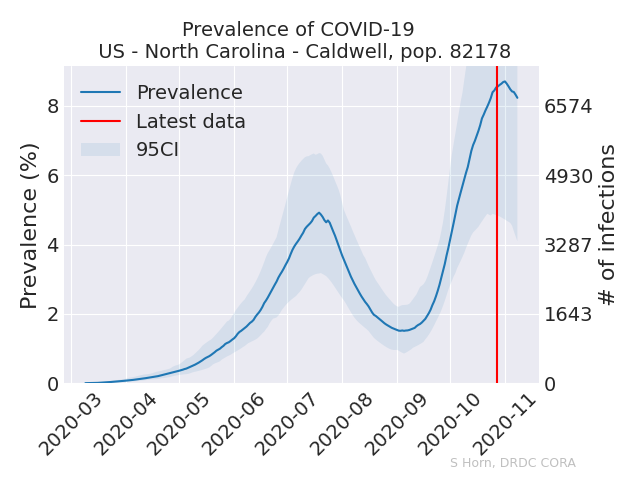 Prevalence of COVID-19
US - North Carolina - Caldwell, pop. 82178
Prevalence
Latest data
95CI
Prevalence (%)
8
6
4
2
0
6574
4930
3287
1643
0
# of infections
2020-03
2020-04
2020-05
2020-06
2020-07
2020-08
2020-09
2020-10
2020-11
S Horn, DRDC CORA